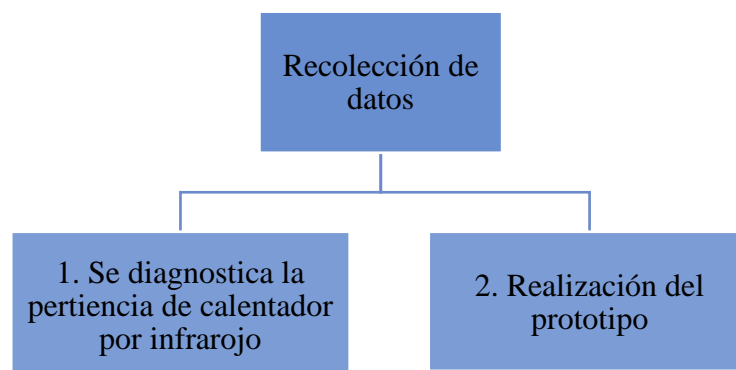 Recolección de
datos
1. Se diagnostica la
pertiencia de calentador
por infrarojo
2. Realización del
prototipo